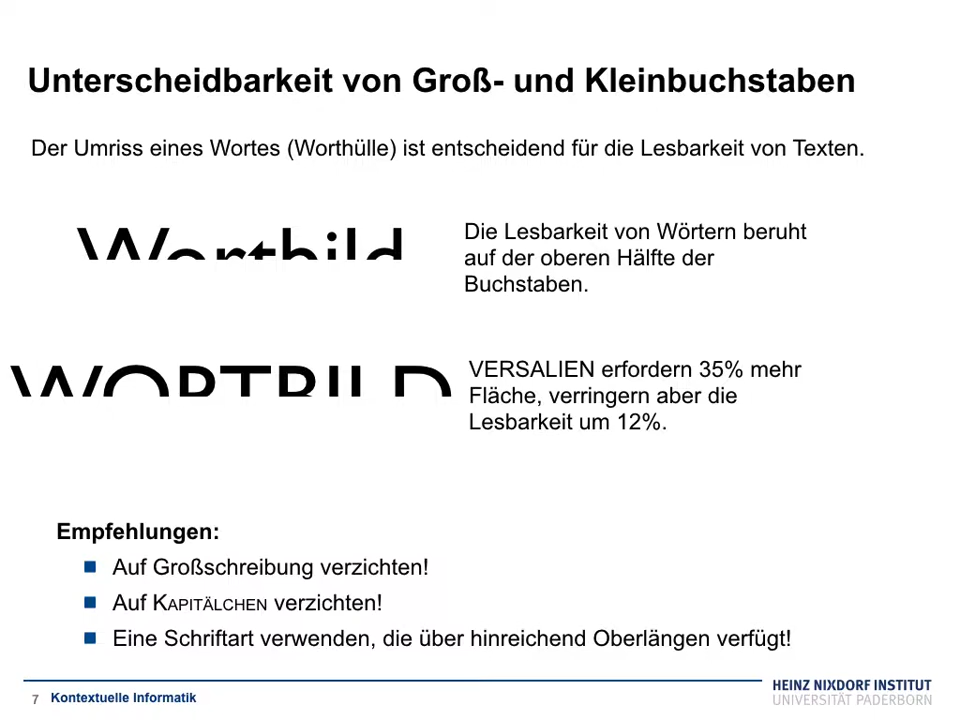 Unterscheidbarkeit von Groß- und Kleinbuchstaben
Der Umriss eines Wortes (Worthülle) ist entscheidend für die Lesbarkeit von Texten.
Wortbild
Die Lesbarkeit von Wörtern beruht
auf der oberen Hälfte der
Buchstaben.
WORTBILD
VERSALIEN erfordern 35% mehr
Fläche, verringern aber die
Lesbarkeit um 12%.
Empfehlungen:
Auf Großschreibung verzichten!
Auf KAPITÄLCHEN verzichten!
Eine Schriftart verwenden, die über hinreichend Oberlängen verfügt!
7 Kontextuelle Informatik
HEINZ NIXDORF INSTITUT
UNIVERSITÄT PADERBORN